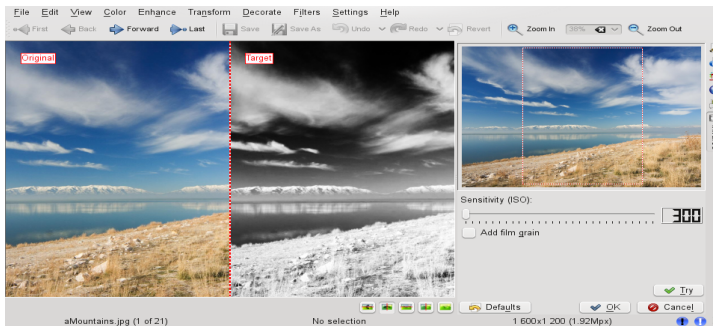 File Edit View Color Enhance Transform Decorate Filters Settings Help
First Back Forward Last Save Save As Undo Redo Revert Zoom In 38% Zoom Out
Original
Target
Sensitivity (ISO):
300
Add film grain
Try
Defaults OK Cancel
aMountains.jpg (1 of 21) No selection 1 600x1 200 (1.92Mpx)